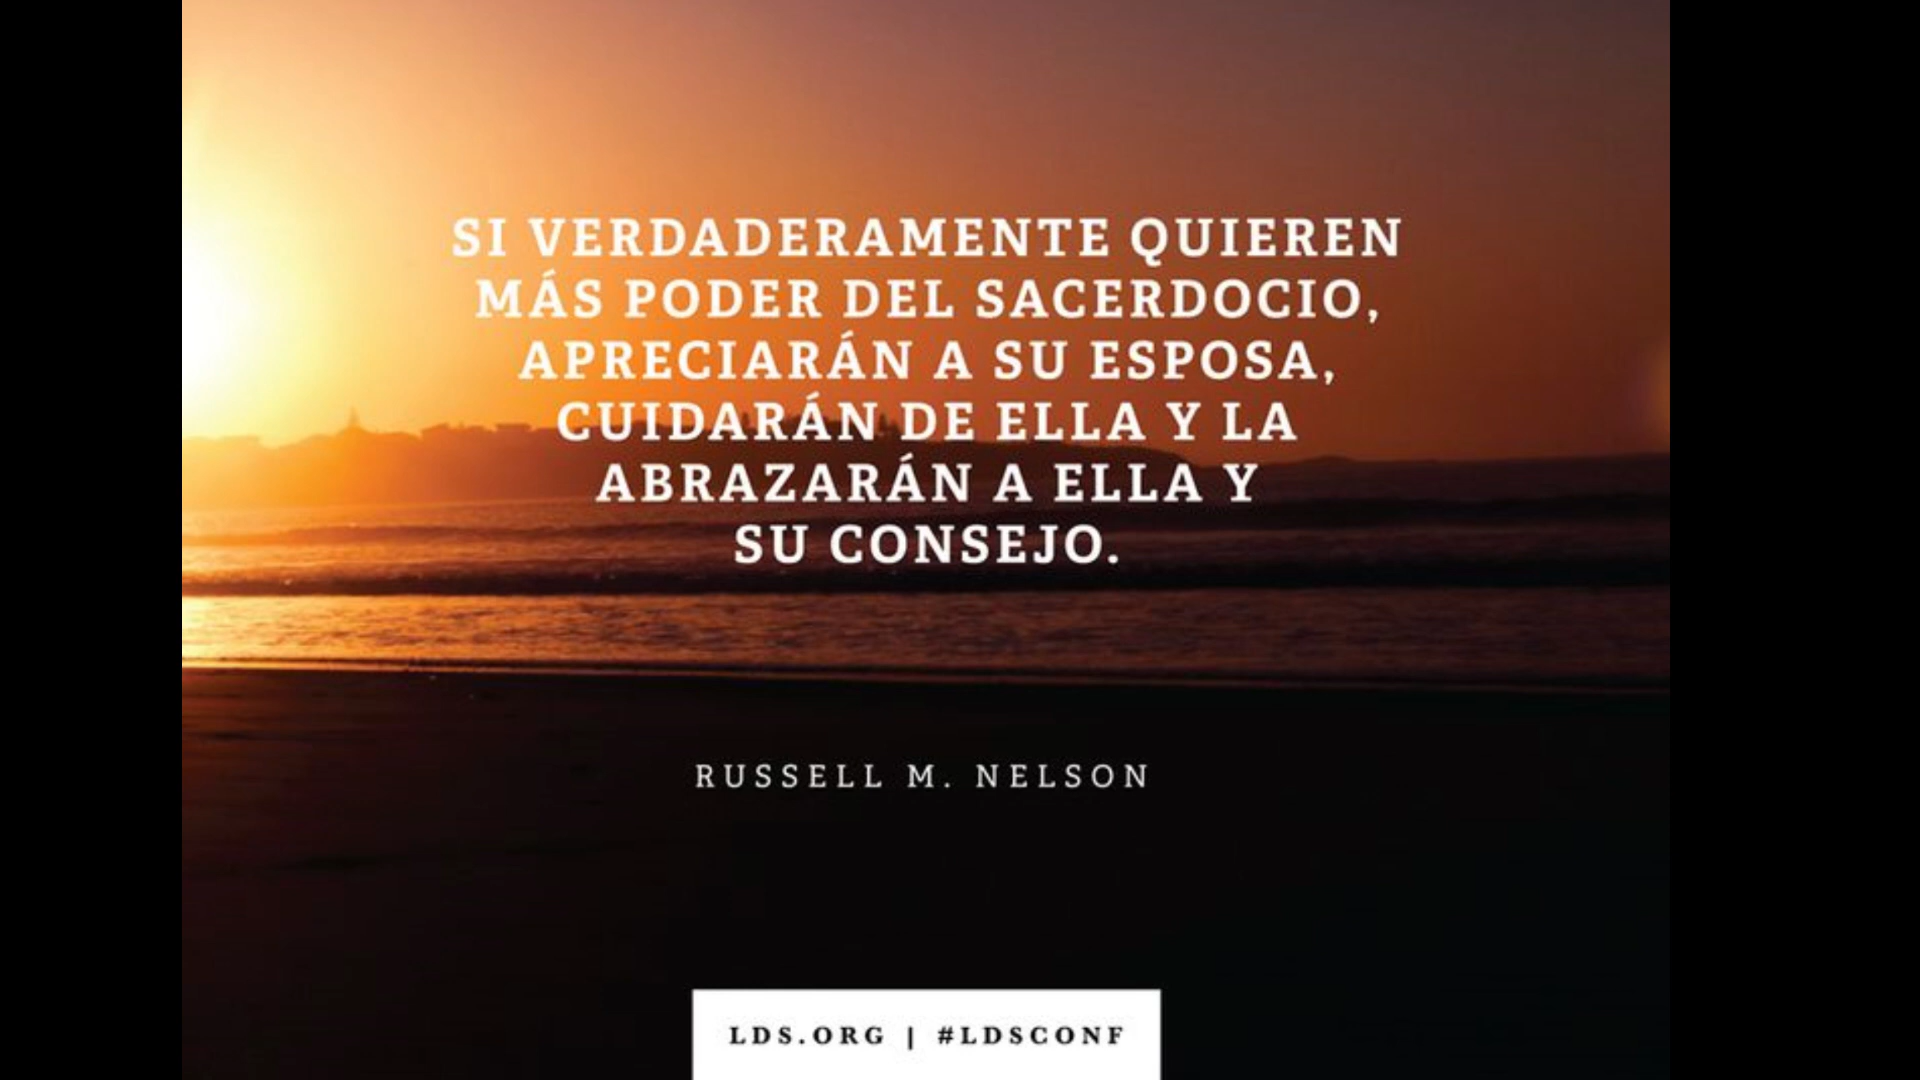 SI VERDADERAMENTE QUIEREN
MÁS PODER DEL SACERDOCIO,
APRECIARÁN A SU ESPOSA,
CUIDARÁN DE ELLA Y LA
ABRAZARÁN A ELLA Y
SU CONSEJO.
RUSSELL M. NELSON
LDS.ORG | #LDSCONF